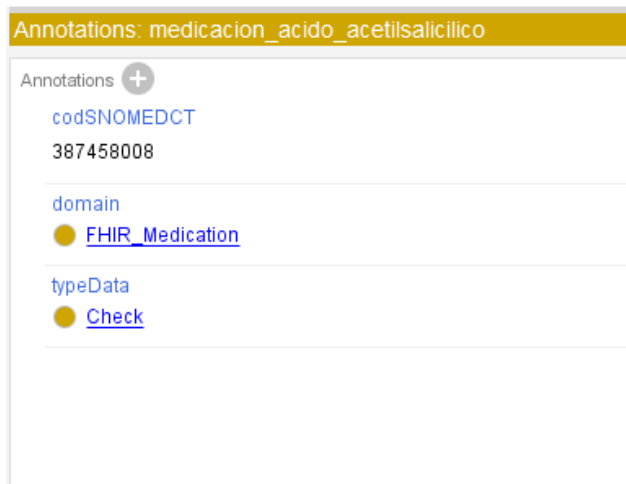 Annotations: medicacion_acido_acetilsalicilico
Annotations
codSNOMEDCT
387458008
domain
FHIR_Medication
typeData
Check